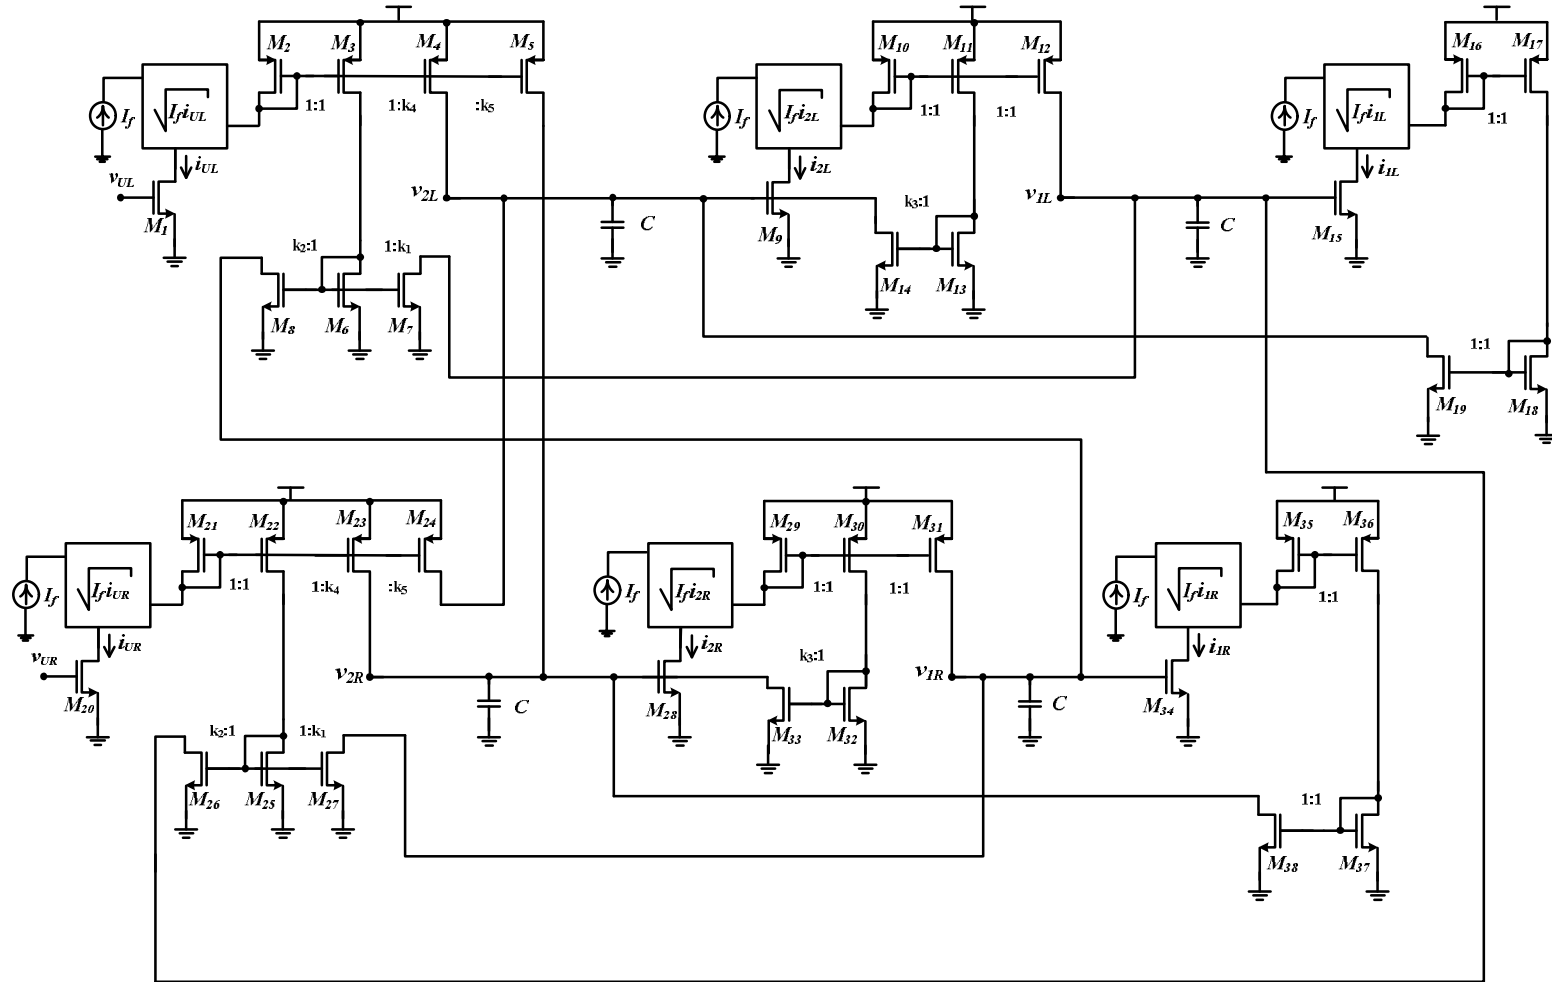 M2 M3 M4 M5 M10 M11 M12 M16 M17
If √If iUL 1:1 1:k4 :k5 If √If i2L 1:1 1:1 If √If i1L 1:1
vUL iUL i2L i1L
M1 v2L C M9 k3:1 v1L C M15
k2:1 1:k1 M14 M13
M8 M6 M7 1:1
M19 M18
M21 M22 M23 M24 M29 M30 M31 M35 M36
If √If iUR 1:1 1:k4 :k5 If √If i2R 1:1 1:1 If √If i1R 1:1
vUR iUR i2R i1R
M20 v2R C M28 k3:1 v1R C M34
k2:1 1:k1 M33 M32
M26 M25 M27 1:1
M38 M37